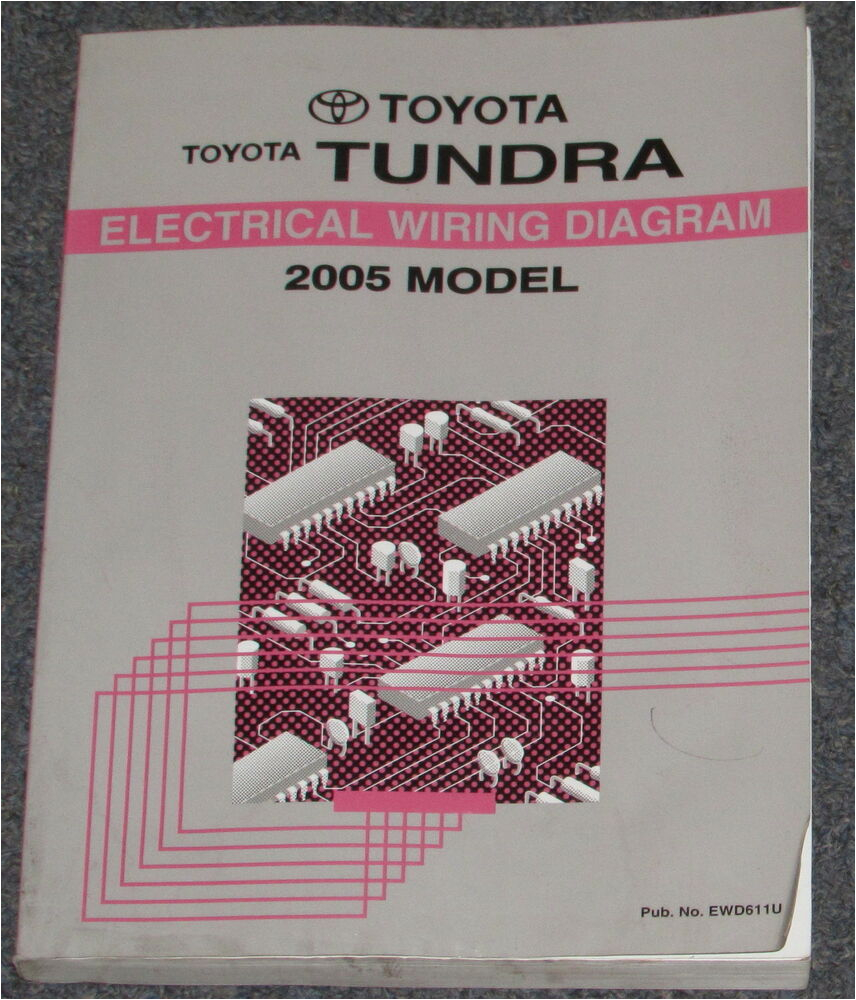 TOYOTA
TOYOTA TUNDRA
ELECTRICAL WIRING DIAGRAM
2005 MODEL
Pub. No. EWD611U